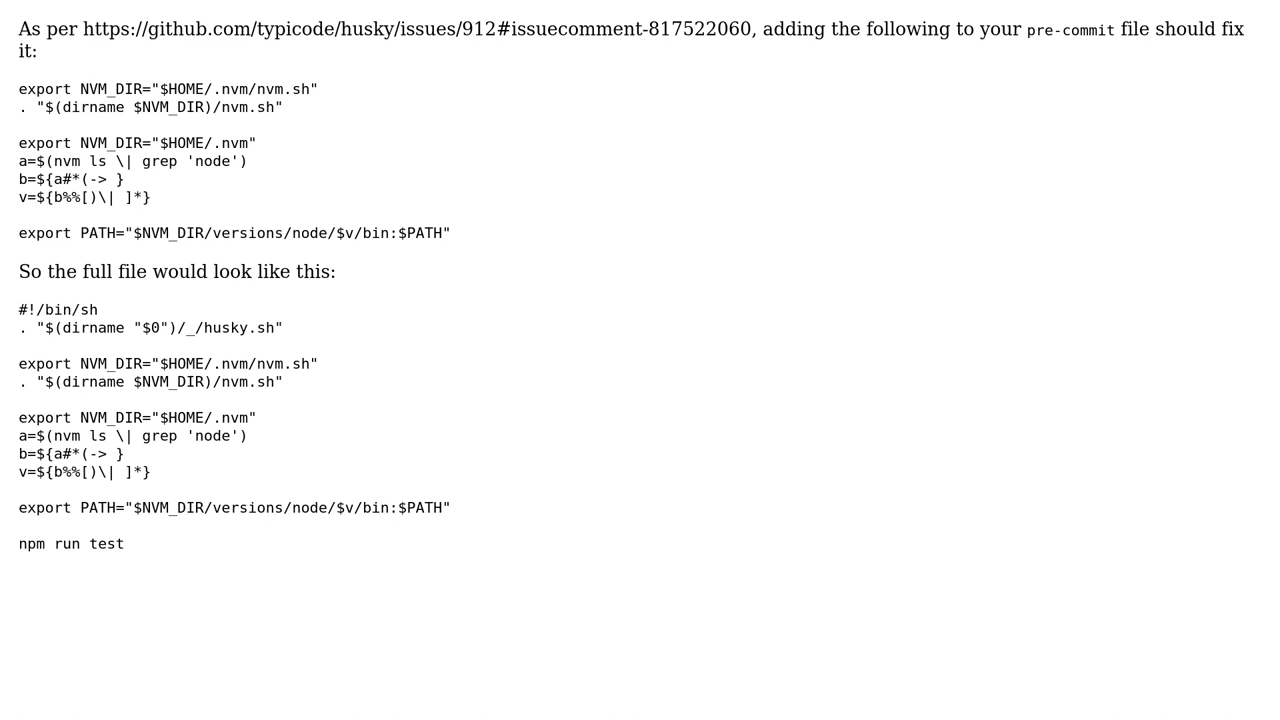 As per https://github.com/typicode/husky/issues/912#issuecomment-817522060, adding the following to your pre-commit file should fix
it:
export NVM_DIR="$HOME/.nvm/nvm.sh"
. "$(dirname $NVM_DIR)/nvm.sh"
export NVM_DIR="$HOME/.nvm"
a=$(nvm ls \| grep 'node')
b=${a#*(-> }
v=${b%%[)\| ]*}
export PATH="$NVM_DIR/versions/node/$v/bin:$PATH"
So the full file would look like this:
#!/bin/sh
. "$(dirname "$0")/_/husky.sh"
export NVM_DIR="$HOME/.nvm/nvm.sh"
. "$(dirname $NVM_DIR)/nvm.sh"
export NVM_DIR="$HOME/.nvm"
a=$(nvm ls \| grep 'node')
b=${a#*(-> }
v=${b%%[)\| ]*}
export PATH="$NVM_DIR/versions/node/$v/bin:$PATH"
npm run test